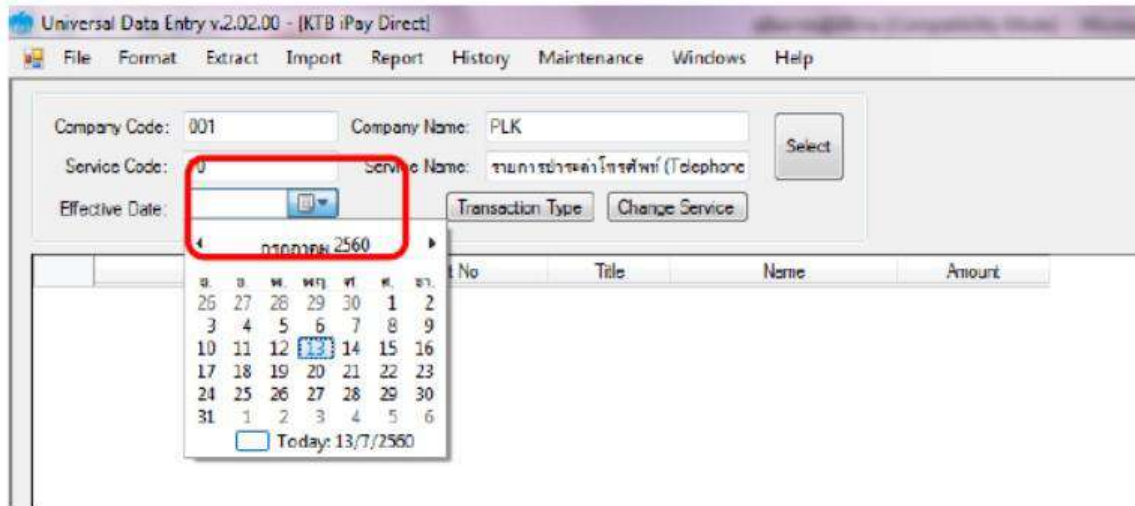 Universal Data Entry v.2.02.00 - [KTB iPay Direct]
File Format Extract Import Report History Maintenance Windows Help
Company Code: 001 Company Name: PLK Select
Service Code: 0 Service Name: รายการชำระค่าโทรศัพท์ (Telephone
Effective Date: Transaction Type Change Service
กรกฎาคม 2560
t No Title Name Amount
อ. พ. พฤ ศ ส. อา.
26 27 28 29 30 1 2
3 4 5 6 7 8 9
10 11 12 13 14 15 16
17 18 19 20 21 22 23
24 25 26 27 28 29 30
31 1 2 3 4 5 6
Today: 13/7/2560